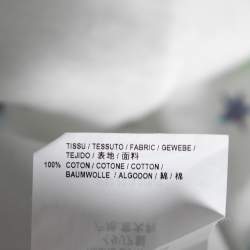 TISSU / TESSUTO / FABRIC / GEWEBE /
TEJIDO / 表地 / 面料
100% COTON / COTONE / COTTON /
BAUMWOLLE / ALGODON / 綿 / 棉